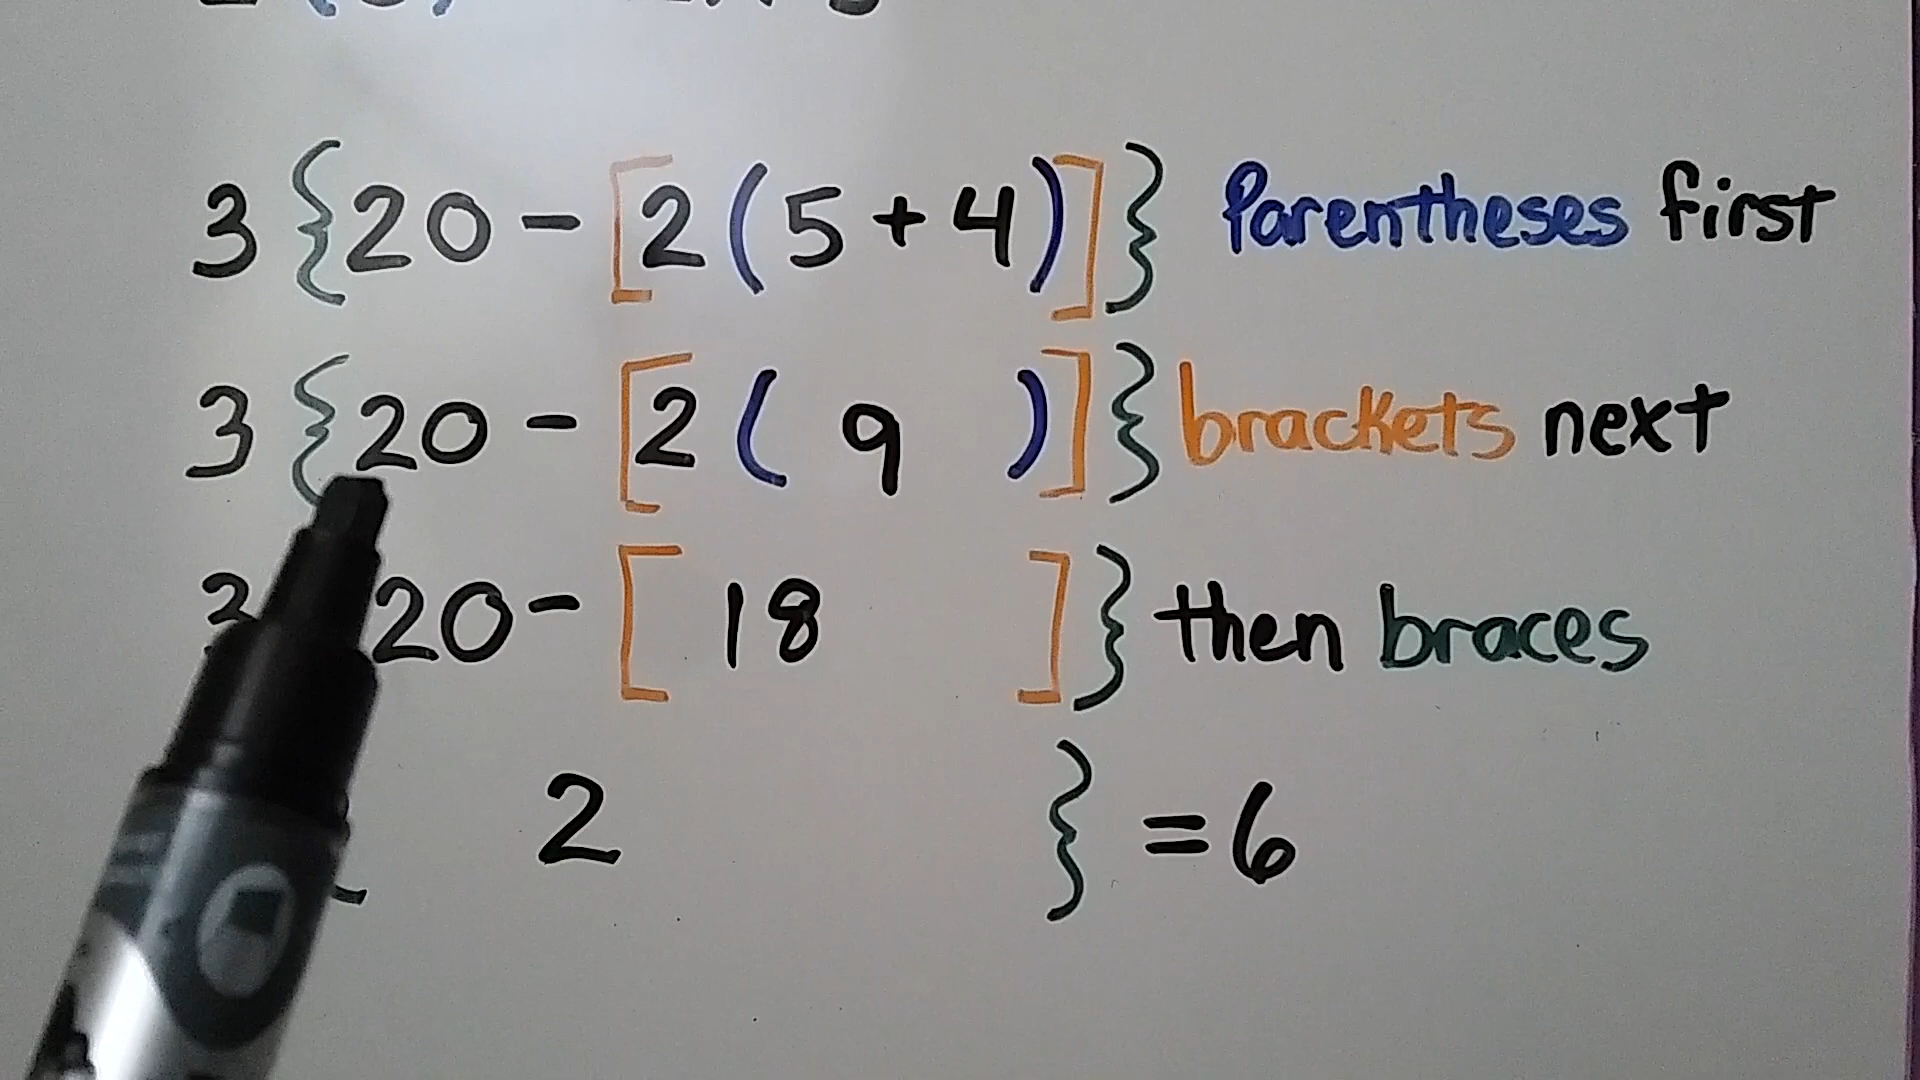 3{20-[2(5+4)]} Parentheses first
3{20-[2( 9 )]} brackets next
3 20-[ 18 ]} then braces
2 } = 6